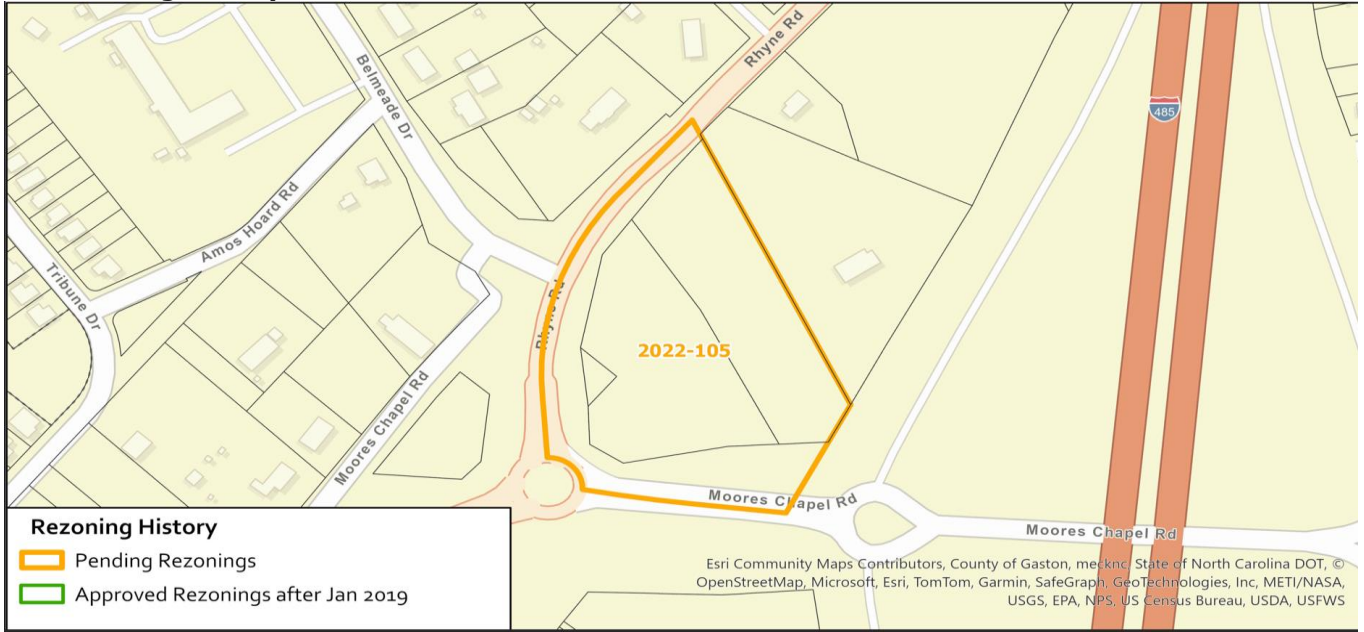 Rhyne Rd
Belmeade Dr
485
Amos Hoard Rd
Tribune Dr
Rhyne Rd
2022-105
Moores Chapel Rd
Moores Chapel Rd
Moores Chapel Rd
Rezoning History
Pending Rezonings
Approved Rezonings after Jan 2019
Esri Community Maps Contributors, County of Gaston, mecknc, State of North Carolina DOT, ©
OpenStreetMap, Microsoft, Esri, TomTom, Garmin, SafeGraph, GeoTechnologies, Inc, METI/NASA,
USGS, EPA, NPS, US Census Bureau, USDA, USFWS